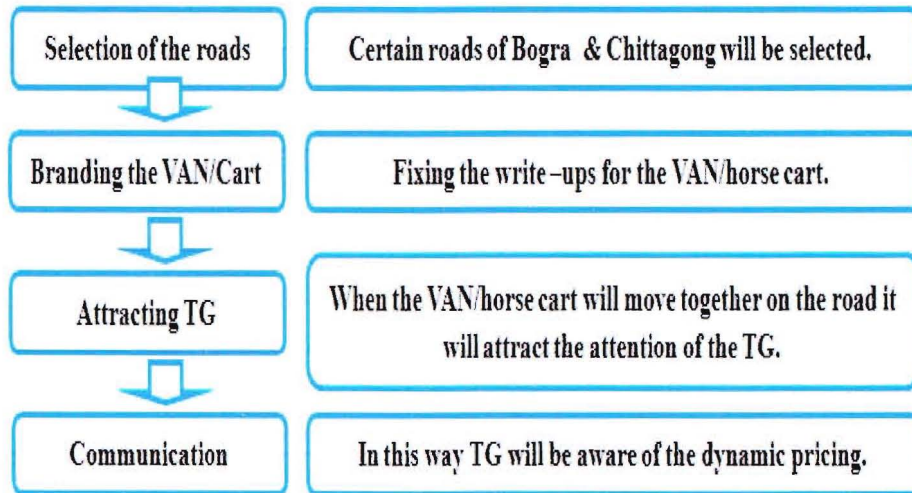 Selection of the roads
Certain roads of Bogra & Chittagong will be selected.
Branding the VAN/Cart
Fixing the write –ups for the VAN/horse cart.
Attracting TG
When the VAN/horse cart will move together on the road it
will attract the attention of the TG.
Communication
In this way TG will be aware of the dynamic pricing.